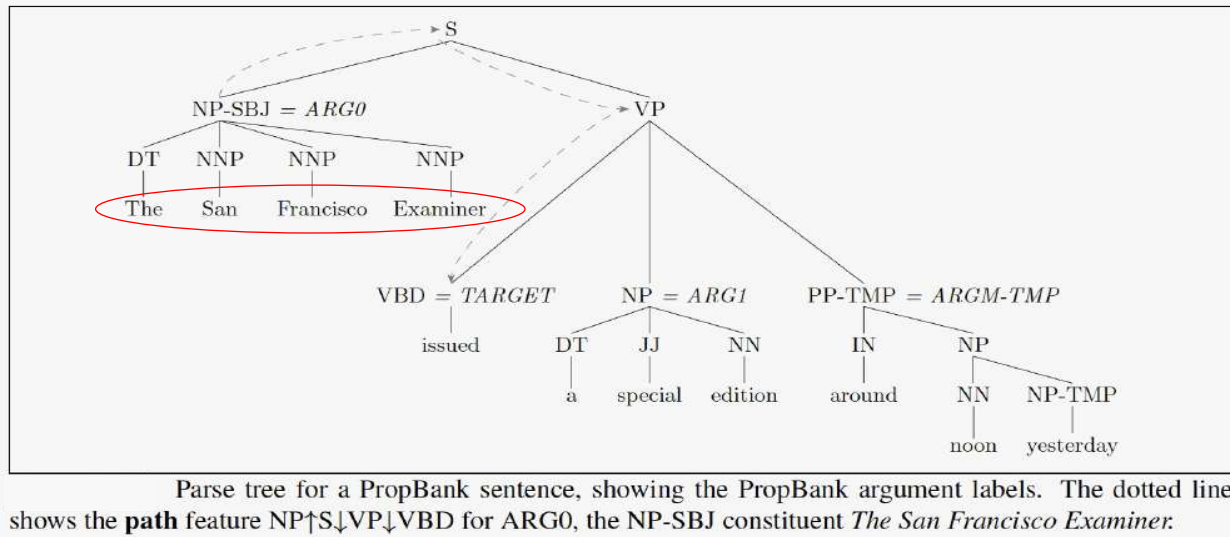 S
NP-SBJ = ARG0 VP
DT NNP NNP NNP
The San Francisco Examiner
VBD = TARGET NP = ARG1 PP-TMP = ARGM-TMP
issued DT JJ NN IN NP
a special edition around NN NP-TMP
noon yesterday
Parse tree for a PropBank sentence, showing the PropBank argument labels. The dotted line
shows the path feature NP↑S↓VP↓VBD for ARG0, the NP-SBJ constituent The San Francisco Examiner.